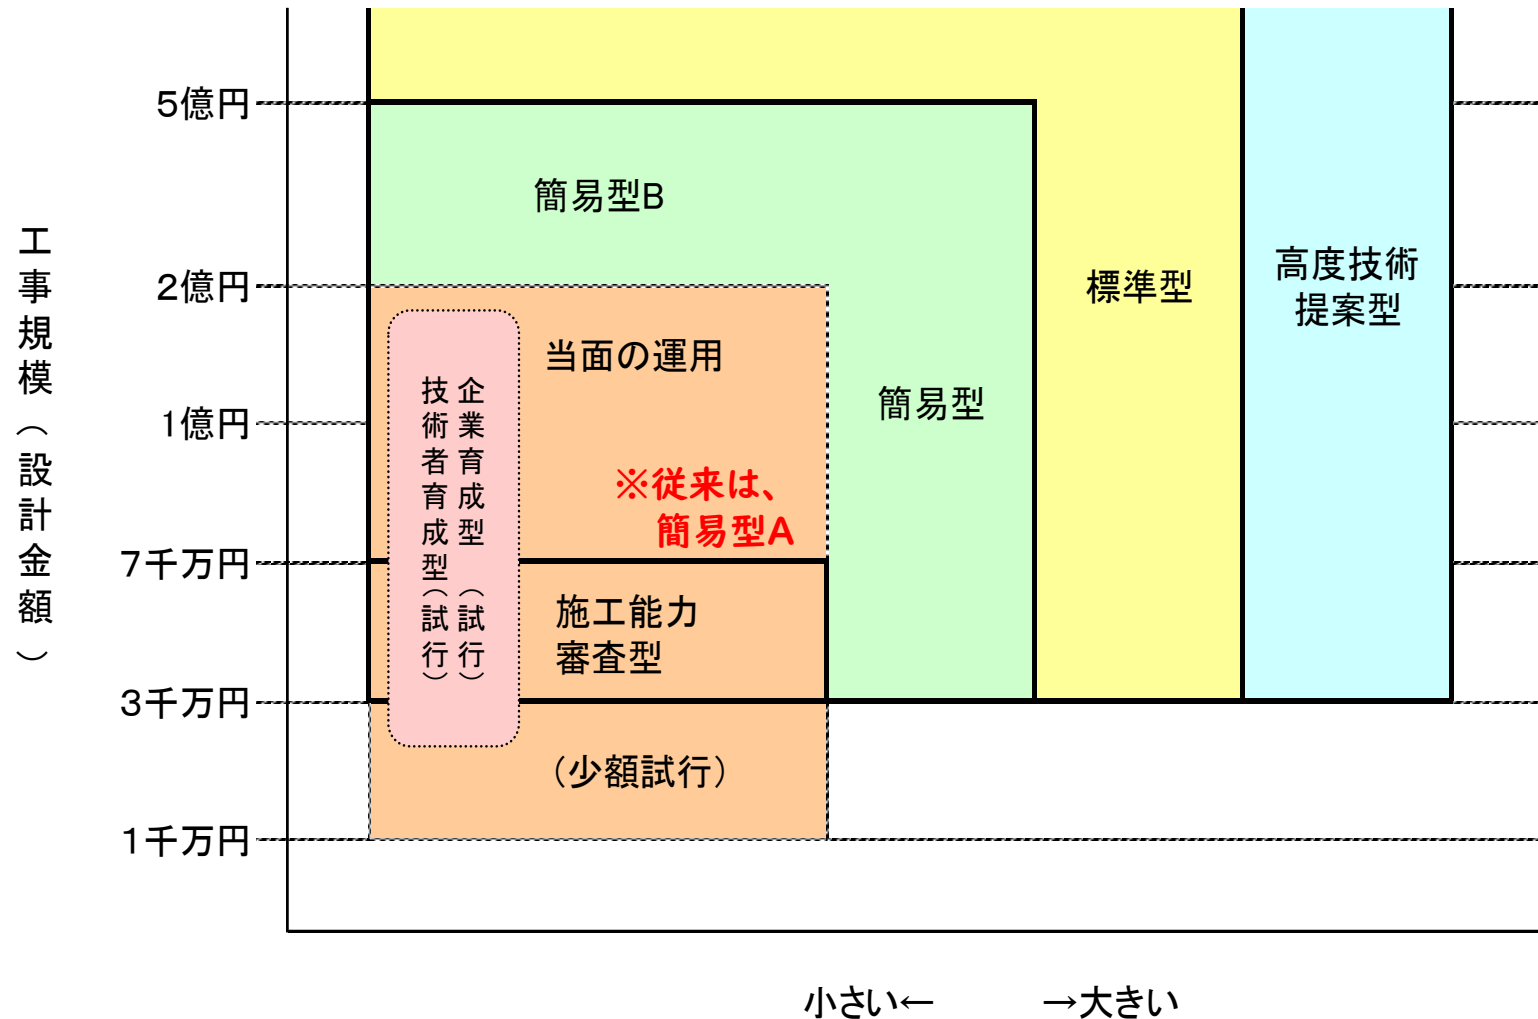 工事規模（設計金額）
５億円
２億円
１億円
７千万円
３千万円
１千万円
簡易型B
当面の運用
※従来は、
簡易型A
企業育成型（試行）
技術者育成型（試行）
施工能力
審査型
（少額試行）
簡易型
標準型
高度技術
提案型
小さい← →大きい